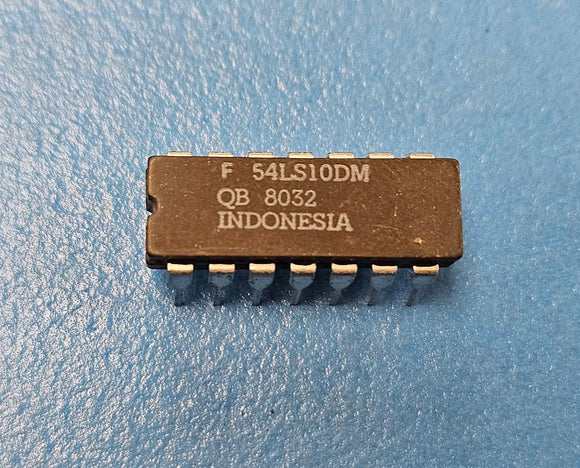 F 54LS10DM
QB 8032
INDONESIA